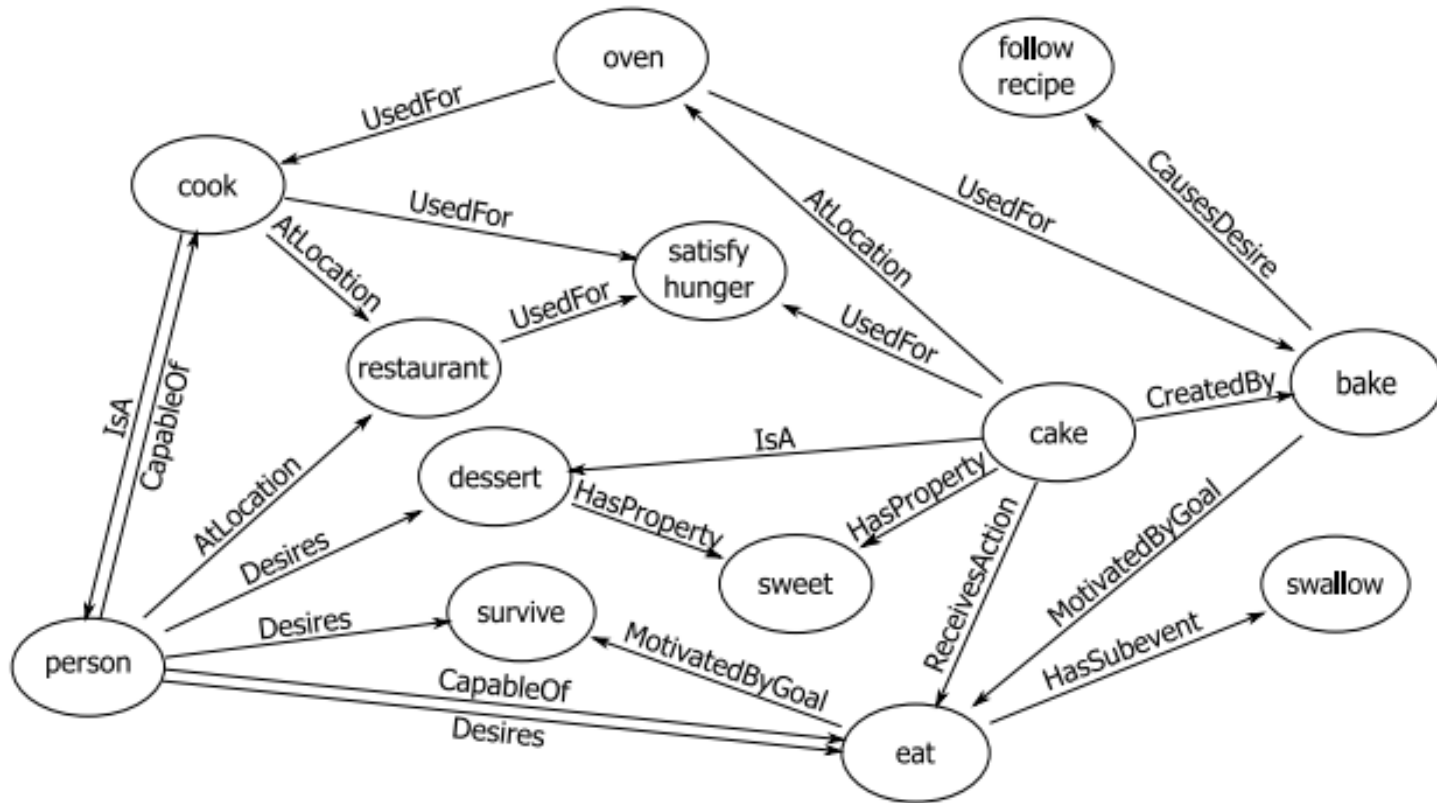 oven
follow
recipe
UsedFor
cook
UsedFor
AtLocation
satisfy
hunger
AtLocation
UsedFor
CausesDesire
UsedFor
restaurant
UsedFor
bake
CreatedBy
cake
IsA
IsA
CapableOf
dessert
HasProperty
HasProperty
AtLocation
Desires
sweet
ReceivesAction
MotivatedByGoal
swallow
survive
Desires
MotivatedByGoal
HasSubevent
person
CapableOf
Desires
eat